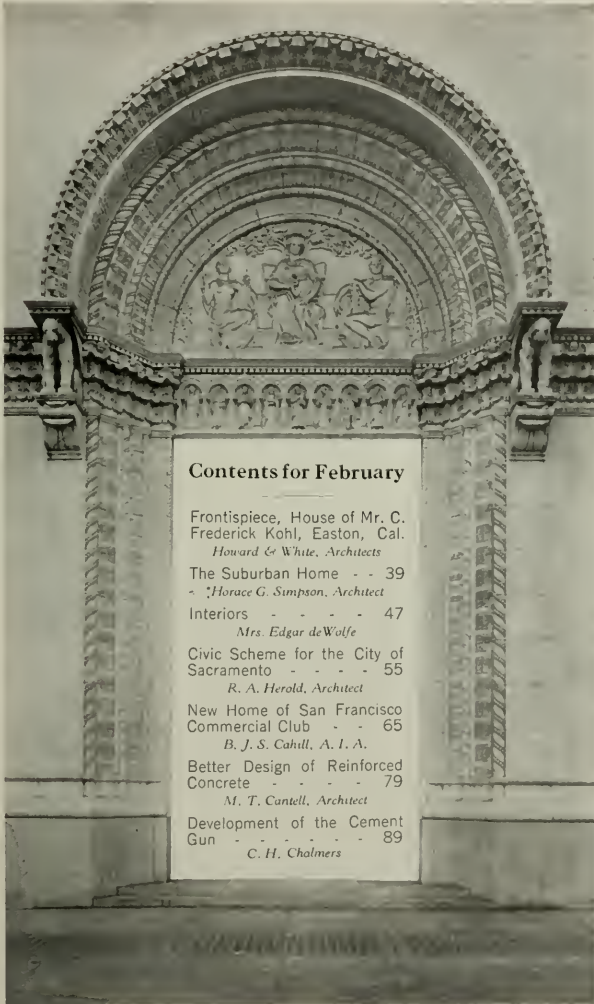 Contents for February
Frontispiece, House of Mr. C.
Frederick Kohl, Easton, Cal.
Howard & White, Architects
The Suburban Home - - 39
Horace G. Simpson, Architect
Interiors - - - - 47
Mrs. Edgar deWolfe
Civic Scheme for the City of
Sacramento - - - - 55
R. A. Herold, Architect
New Home of San Francisco
Commercial Club - - 65
B. J. S. Cahill, A. I. A.
Better Design of Reinforced
Concrete - - - - 79
M. T. Cantell, Architect
Development of the Cement
Gun - - - - - - 89
C. H. Chalmers